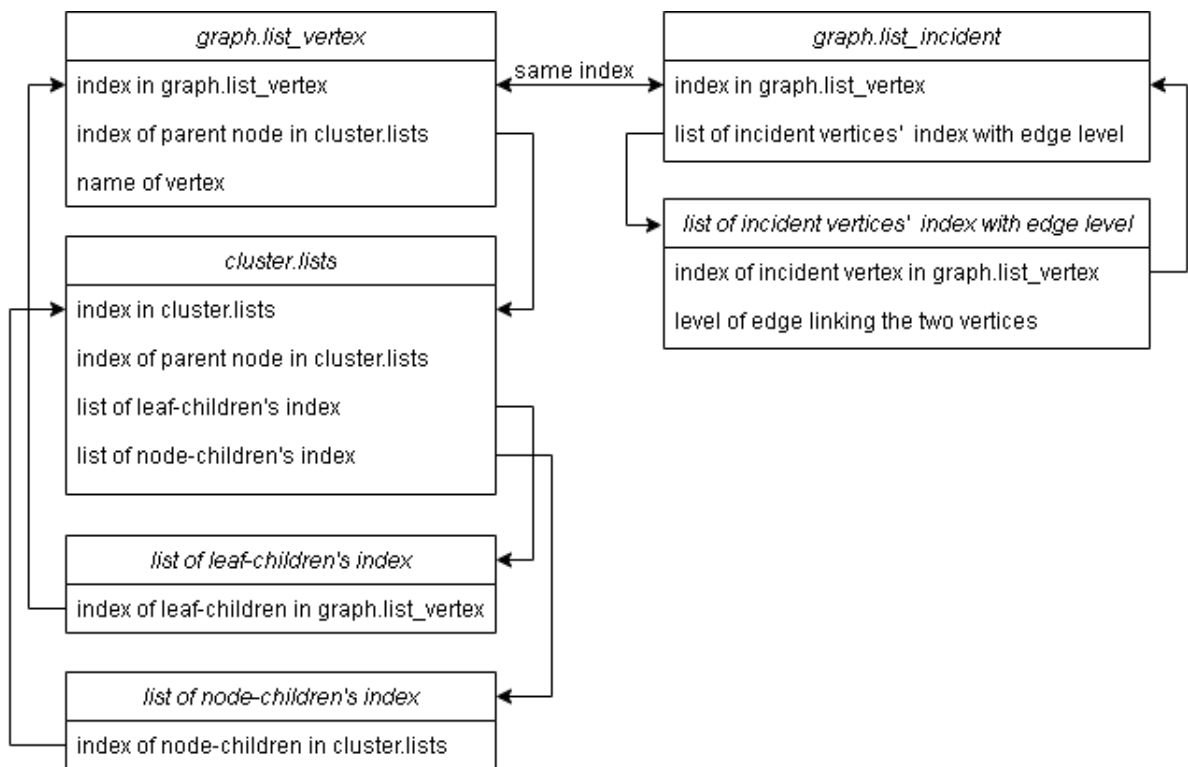 graph.list_vertex
index in graph.list_vertex
index of parent node in cluster.lists
name of vertex
same index
graph.list_incident
index in graph.list_vertex
list of incident vertices' index with edge level
list of incident vertices' index with edge level
index of incident vertex in graph.list_vertex
level of edge linking the two vertices
cluster.lists
index in cluster.lists
index of parent node in cluster.lists
list of leaf-children's index
list of node-children's index
list of leaf-children's index
index of leaf-children in graph.list_vertex
list of node-children's index
index of node-children in cluster.lists